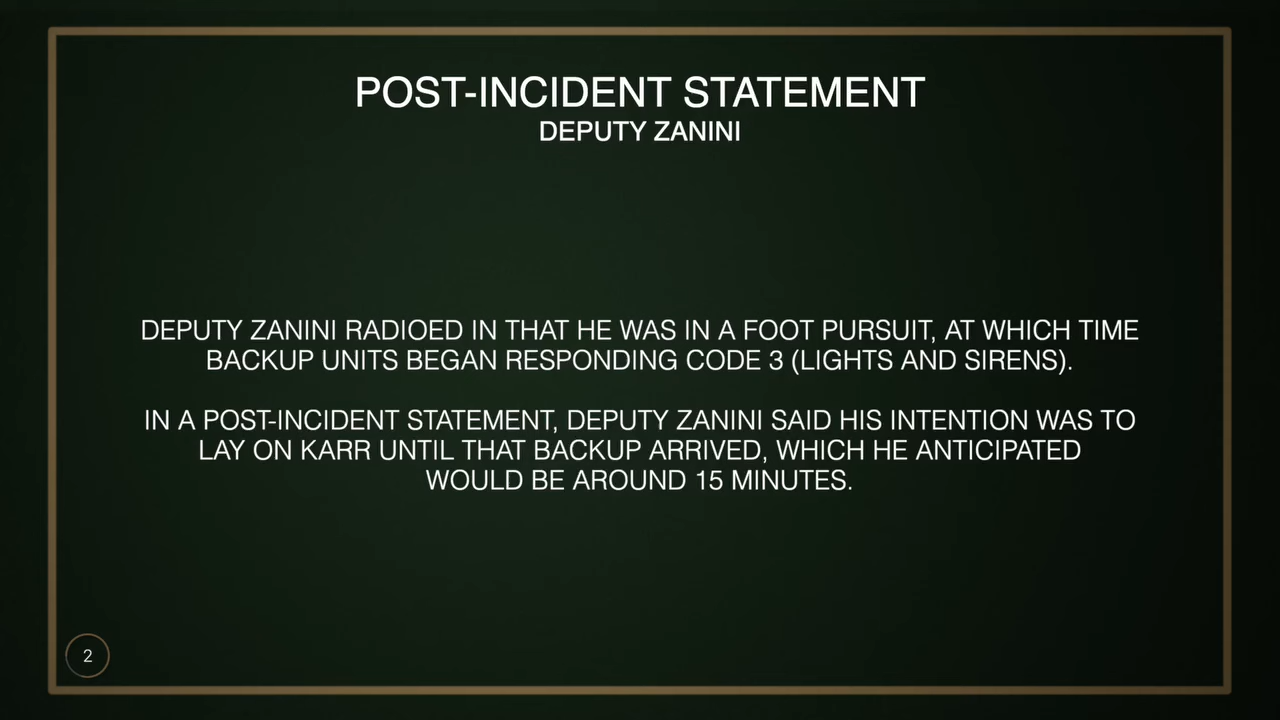 POST-INCIDENT STATEMENT
DEPUTY ZANINI
DEPUTY ZANINI RADIOED IN THAT HE WAS IN A FOOT PURSUIT, AT WHICH TIME
BACKUP UNITS BEGAN RESPONDING CODE 3 (LIGHTS AND SIRENS).
IN A POST-INCIDENT STATEMENT, DEPUTY ZANINI SAID HIS INTENTION WAS TO
LAY ON KARR UNTIL THAT BACKUP ARRIVED, WHICH HE ANTICIPATED
WOULD BE AROUND 15 MINUTES.
2